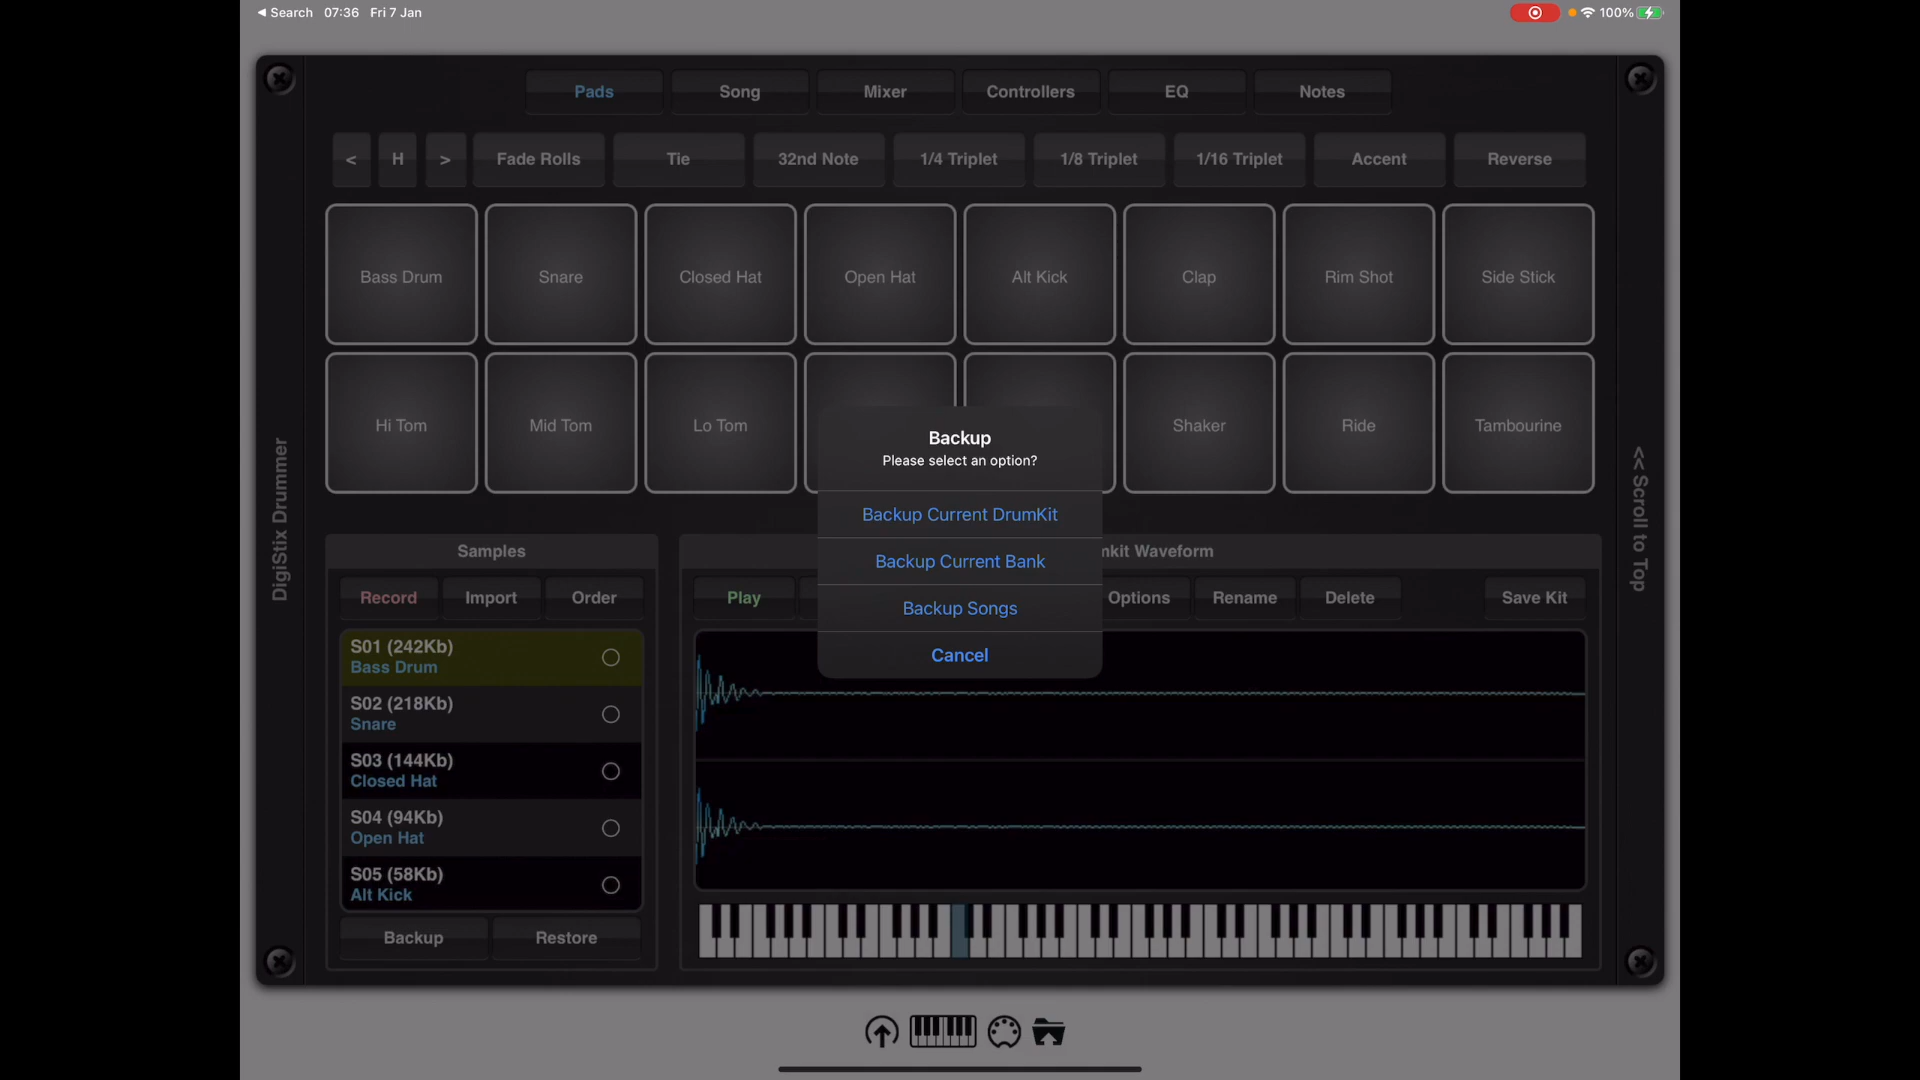 ◀ Search 07:36 Fri 7 Jan
100%
Pads
Song
Mixer
Controllers
EQ
Notes
<
H
>
Fade Rolls
Tie
32nd Note
1/4 Triplet
1/8 Triplet
1/16 Triplet
Accent
Reverse
Bass Drum
Snare
Closed Hat
Open Hat
Alt Kick
Clap
Rim Shot
Side Stick
Hi Tom
Mid Tom
Lo Tom
Shaker
Ride
Tambourine
DigiStix Drummer
<< Scroll to Top
Backup
Please select an option?
Backup Current DrumKit
Backup Current Bank
Backup Songs
Cancel
Samples
Record
Import
Order
S01 (242Kb)
Bass Drum
S02 (218Kb)
Snare
S03 (144Kb)
Closed Hat
S04 (94Kb)
Open Hat
S05 (58Kb)
Alt Kick
Backup
Restore
mkit Waveform
Play
Options
Rename
Delete
Save Kit